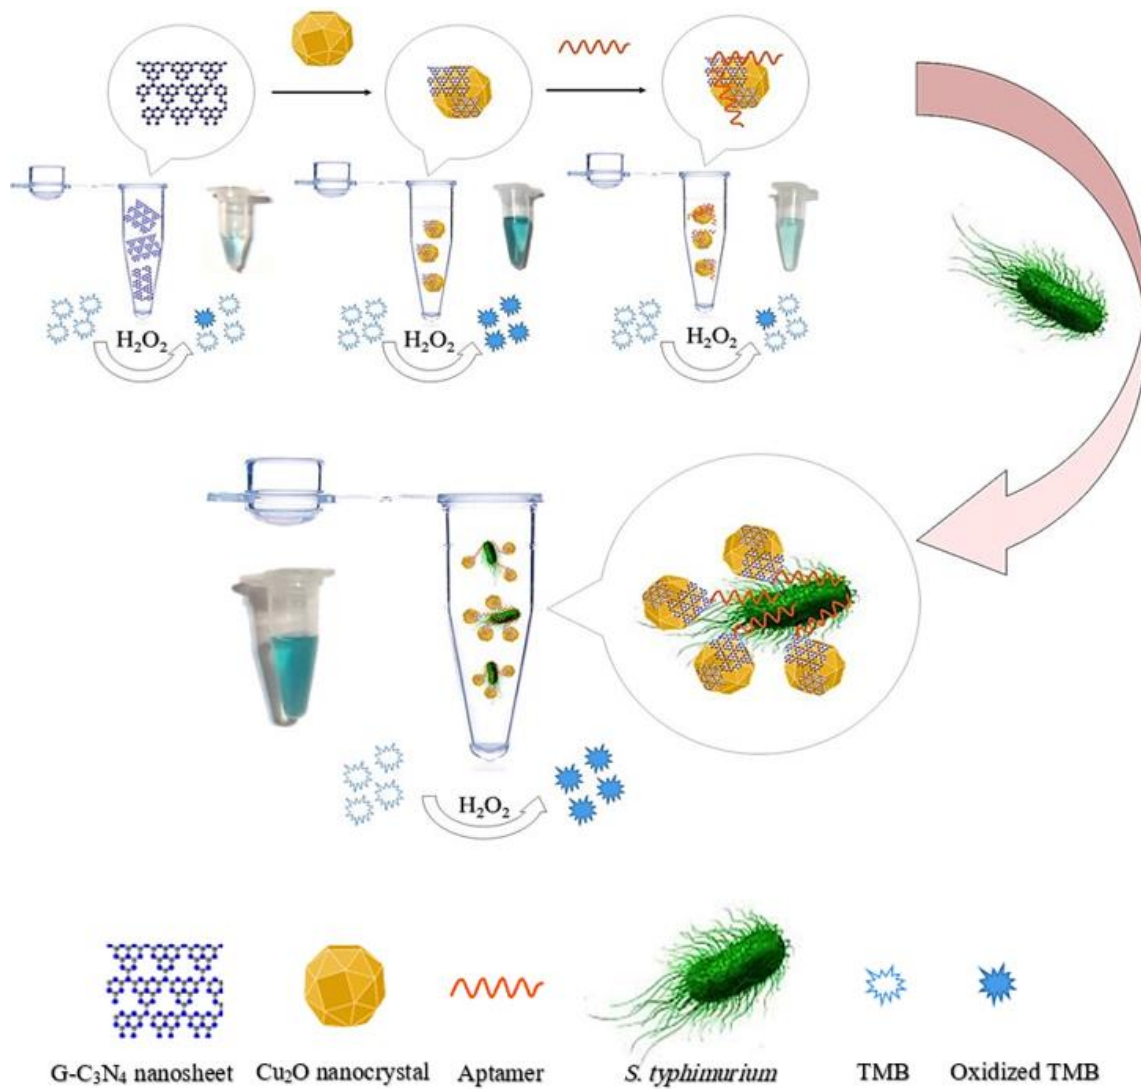 H₂O₂
H₂O₂
H₂O₂
H₂O₂
G-C₃N₄ nanosheet
Cu₂O nanocrystal
Aptamer
S. typhimurium
TMB
Oxidized TMB